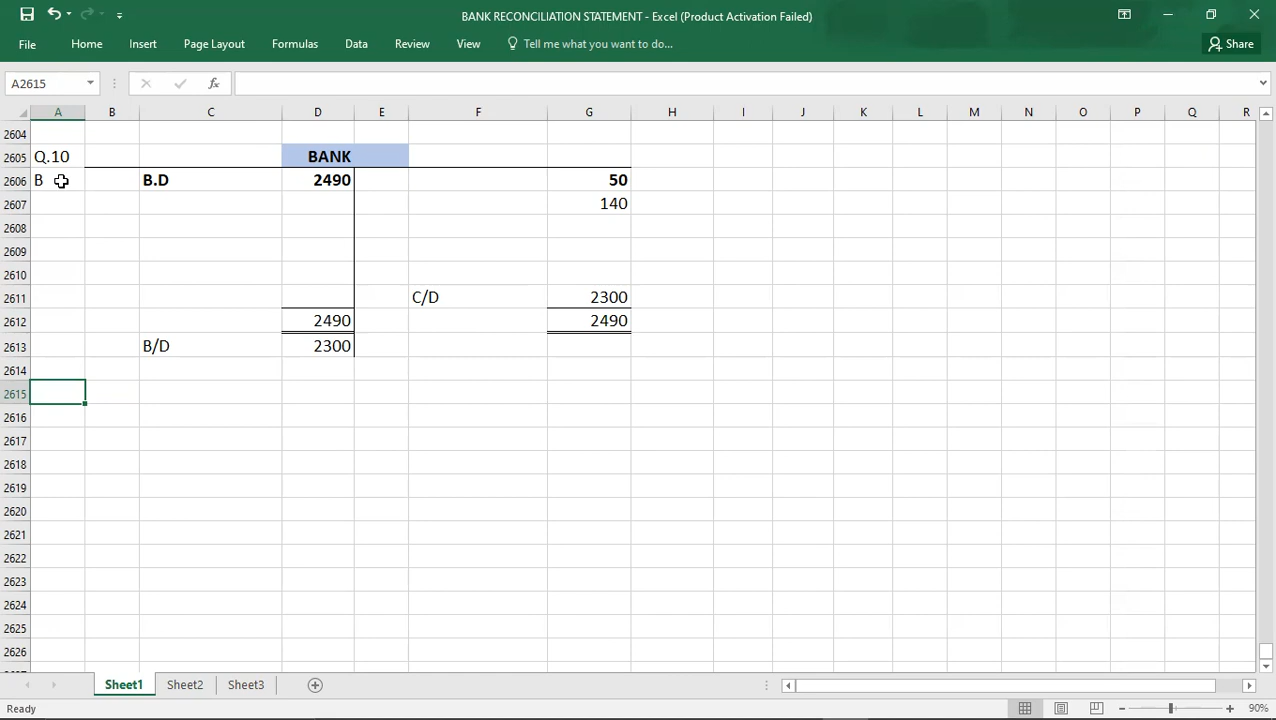 BANK RECONCILIATION STATEMENT - Excel (Product Activation Failed)
File Home Insert Page Layout Formulas Data Review View Tell me what you want to do... Share
A2615 fx
A B C D E F G H I J K L M N O P Q R
2604
2605 Q.10 BANK
2606 B B.D 2490 50
2607 140
2608
2609
2610
2611 C/D 2300
2612 2490 2490
2613 B/D 2300
2614
2615
2616
2617
2618
2619
2620
2621
2622
2623
2624
2625
2626
Sheet1 Sheet2 Sheet3
Ready 90%